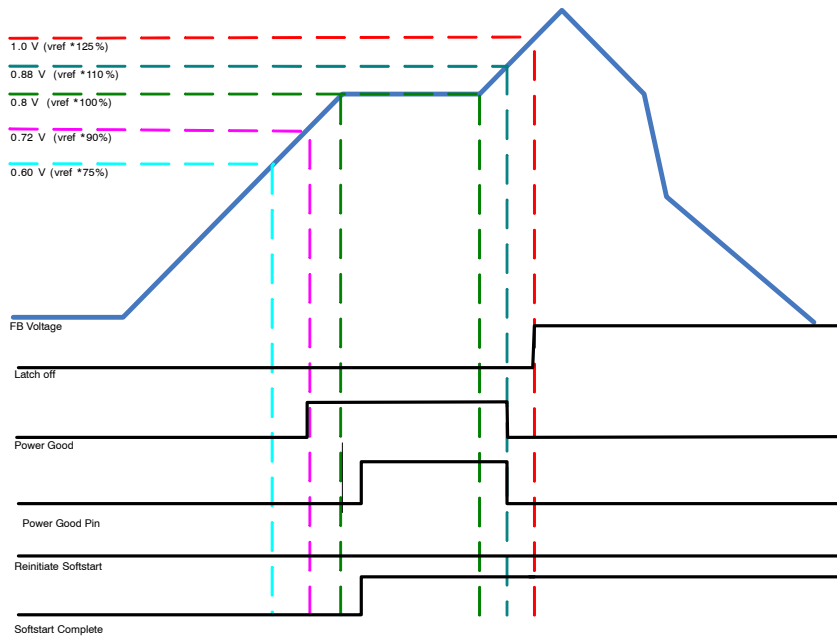 1.0 V (vref *125%)
0.88 V (vref *110%)
0.8 V (vref *100%)
0.72 V (vref *90%)
0.60 V (vref *75%)
FB Voltage
Latch off
Power Good
Power Good Pin
Reinitiate Softstart
Softstart Complete